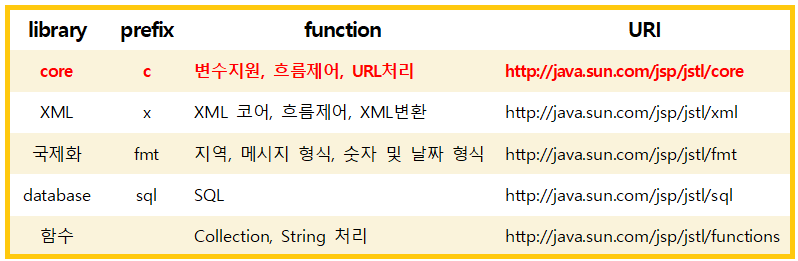 library prefix function URI
core c 변수지원, 흐름제어, URL처리 http://java.sun.com/jsp/jstl/core
XML x XML 코어, 흐름제어, XML변환 http://java.sun.com/jsp/jstl/xml
국제화 fmt 지역, 메시지 형식, 숫자 및 날짜 형식 http://java.sun.com/jsp/jstl/fmt
database sql SQL http://java.sun.com/jsp/jstl/sql
함수 Collection, String 처리 http://java.sun.com/jsp/jstl/functions